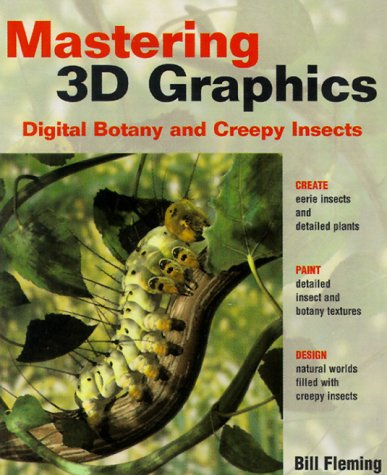 Mastering
3D Graphics
Digital Botany and Creepy Insects
CREATE
eerie insects
and
detailed plants
PAINT
detailed
insect and
botany textures
DESIGN
natural worlds
filled with
creepy insects
Bill Fleming